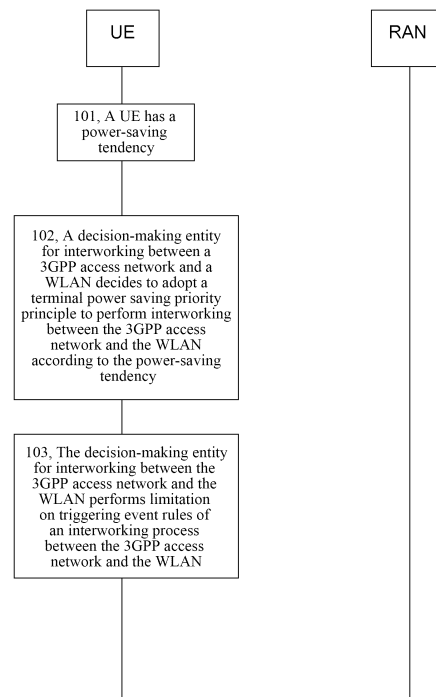 UE
RAN
101, A UE has a
power-saving
tendency
102, A decision-making entity
for interworking between a
3GPP access network and a
WLAN decides to adopt a
terminal power saving priority
principle to perform interworking
between the 3GPP access
network and the WLAN
according to the power-saving
tendency
103, The decision-making entity
for interworking between the
3GPP access network and the
WLAN performs limitation
on triggering event rules of
an interworking process
between the 3GPP access
network and the WLAN